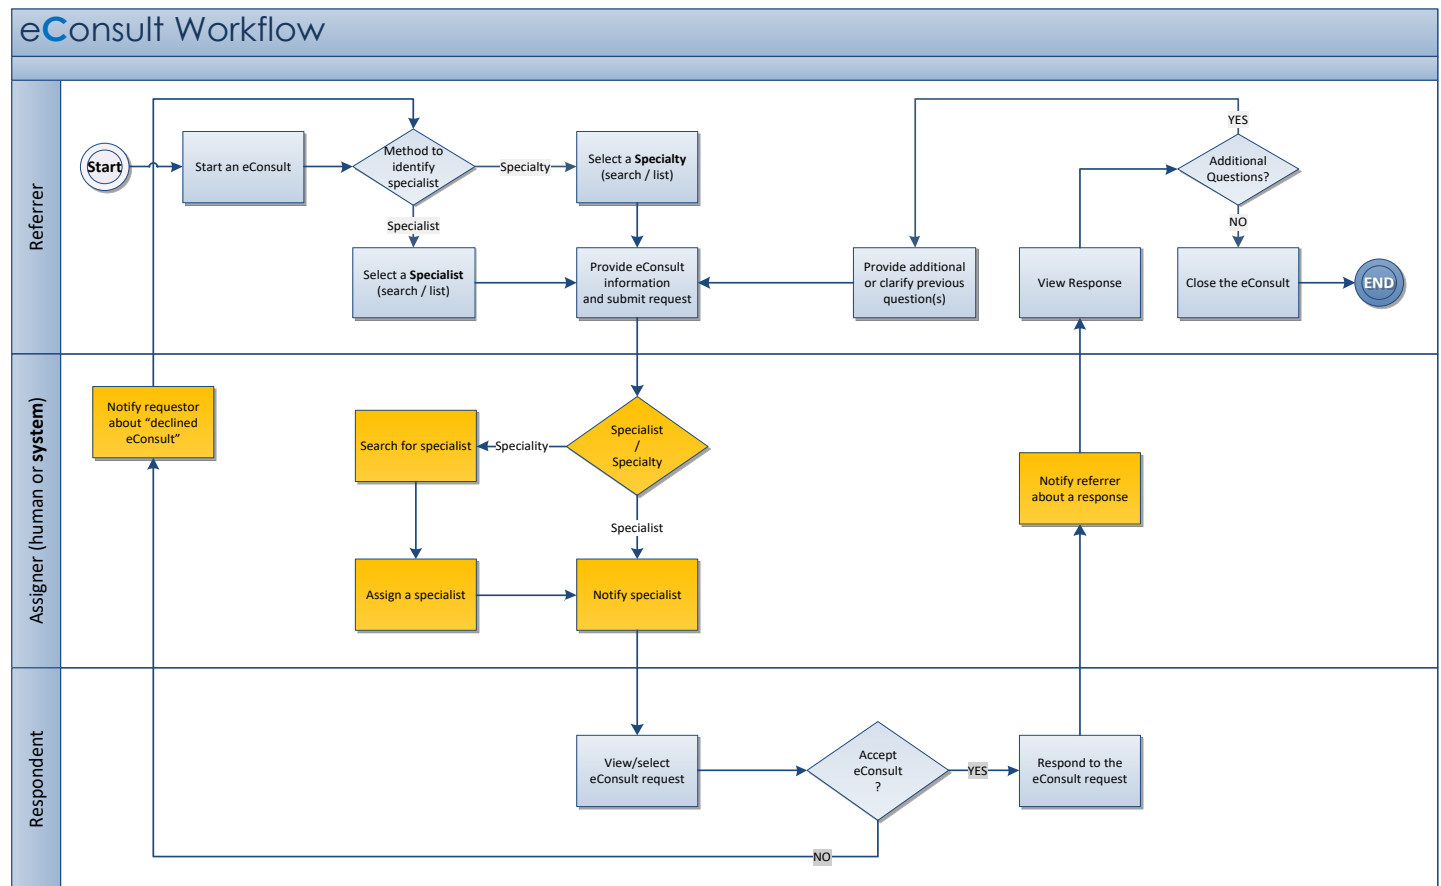 eConsult Workflow
Referrer
Start
Start an eConsult
Method to
identify
specialist
Specialty
Select a Specialty
(search / list)
Specialist
Select a Specialist
(search / list)
Provide eConsult
information
and submit request
Provide additional
or clarify previous
question(s)
View Response
YES
Additional
Questions?
NO
Close the eConsult
END
Assigner (human or system)
Notify requestor
about “declined
eConsult”
Search for specialist
Speciality
Specialist
/
Specialty
Specialist
Assign a specialist
Notify specialist
Notify referrer
about a response
Respondent
View/select
eConsult request
Accept
eConsult
?
YES
Respond to the
eConsult request
NO